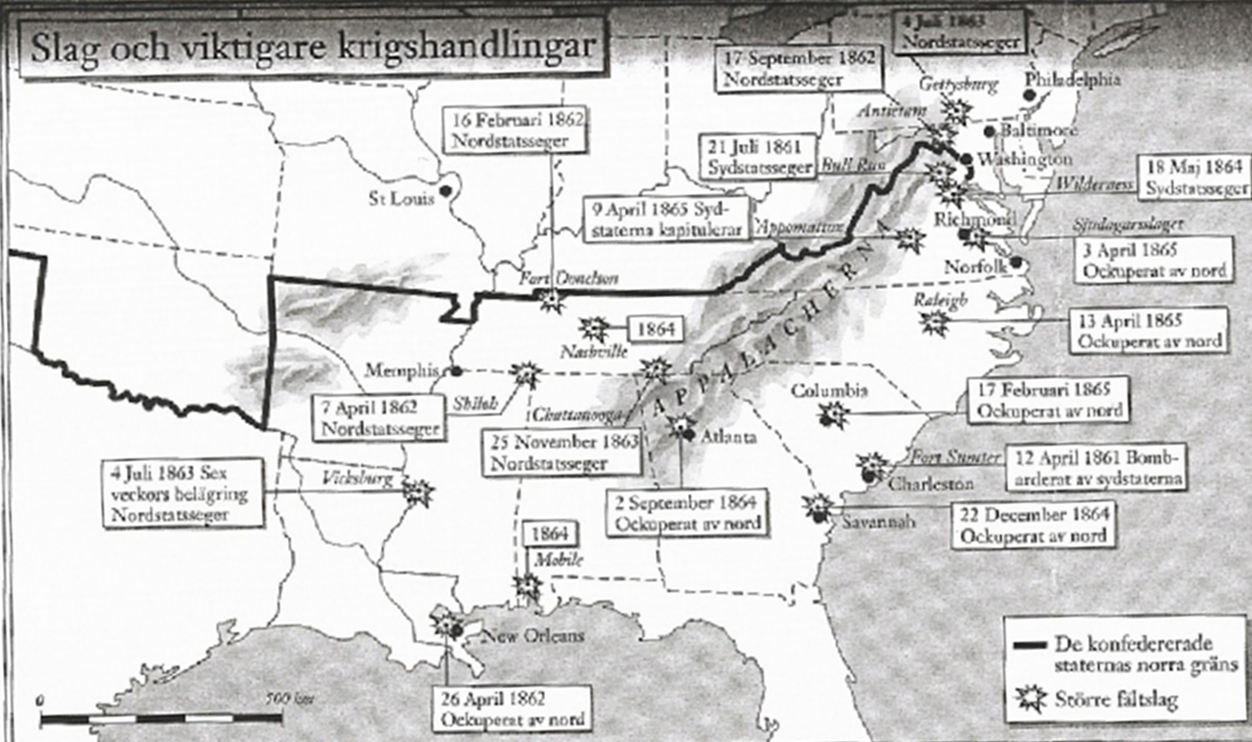 Slag och viktigare krigshandlingar
4 Juli 1863
Nordstatsseger
17 September 1862
Nordstatsseger
Gettysburg
Philadelphia
16 Februari 1862
Nordstatsseger
Antietam
Baltimore
21 Juli 1861
Sydstatsseger
Bull Run
Washington
18 Maj 1864
Sydstatsseger
Wilderness
St Louis
9 April 1865 Syd-
staterna kapitulerar
Appomattox
Richmond
Sjudagarsslaget
3 April 1865
Ockuperat av nord
Norfolk
Fort Donelson
Raleigh
13 April 1865
Ockuperat av nord
1864
Nashville
APPALACHERNA
Memphis
7 April 1862
Nordstatsseger
Shiloh
Chattanooga
25 November 1863
Nordstatsseger
Columbia
17 Februari 1865
Ockuperat av nord
Atlanta
4 Juli 1863 Sex
veckors belägring
Nordstatsseger
Vicksburg
Fort Sumter
12 April 1861 Bomb-
arderat av sydstaterna
Charleston
2 September 1864
Ockuperat av nord
22 December 1864
Ockuperat av nord
Savannah
1864
Mobile
New Orleans
26 April 1862
Ockuperat av nord
0 500 km
De konfedererade
staternas norra gräns
Större fältslag